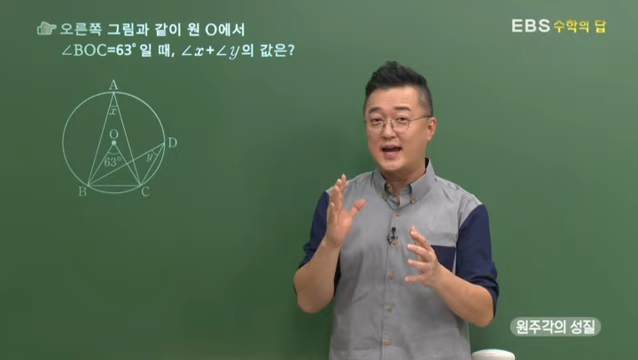 오른쪽 그림과 같이 원 O에서
∠BOC=63°일 때, ∠x+∠y의 값은?
EBS 수학의 답
A
x
O
D
63°
y
B
C
원주각의 성질